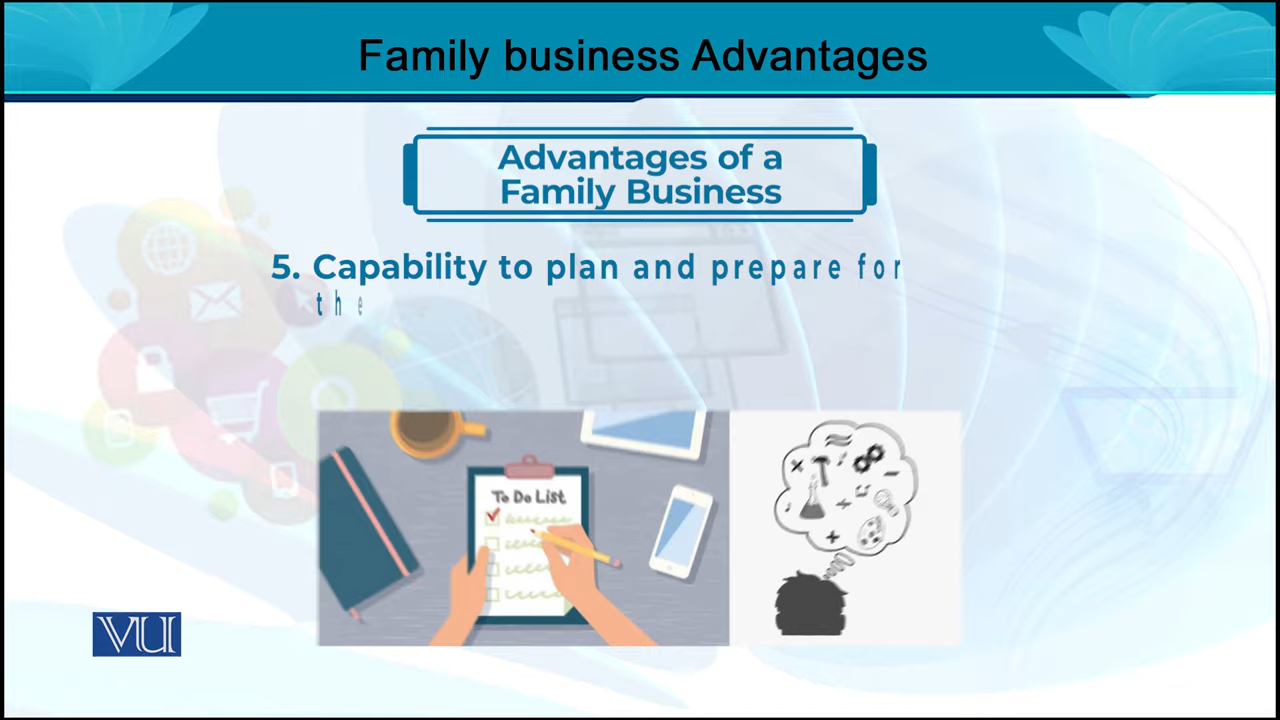 Family business Advantages
Advantages of a
Family Business
5. Capability to plan and prepare for
the
To Do List
VU